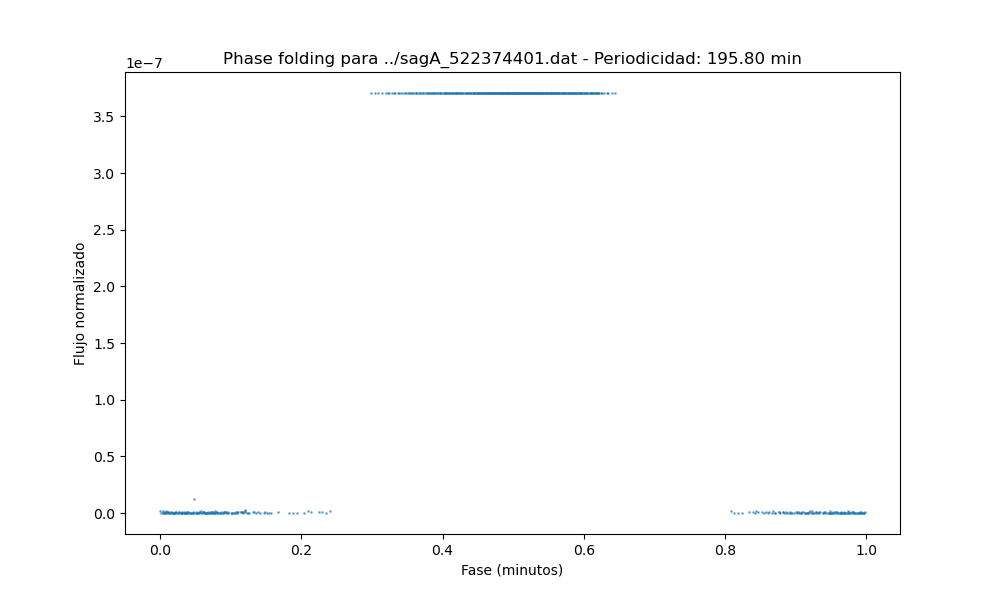 Phase folding para ../sagA_522374401.dat - Periodicidad: 195.80 min
1e−7
3.5
3.0
2.5
2.0
1.5
1.0
0.5
0.0
Flujo normalizado
0.0 0.2 0.4 0.6 0.8 1.0
Fase (minutos)